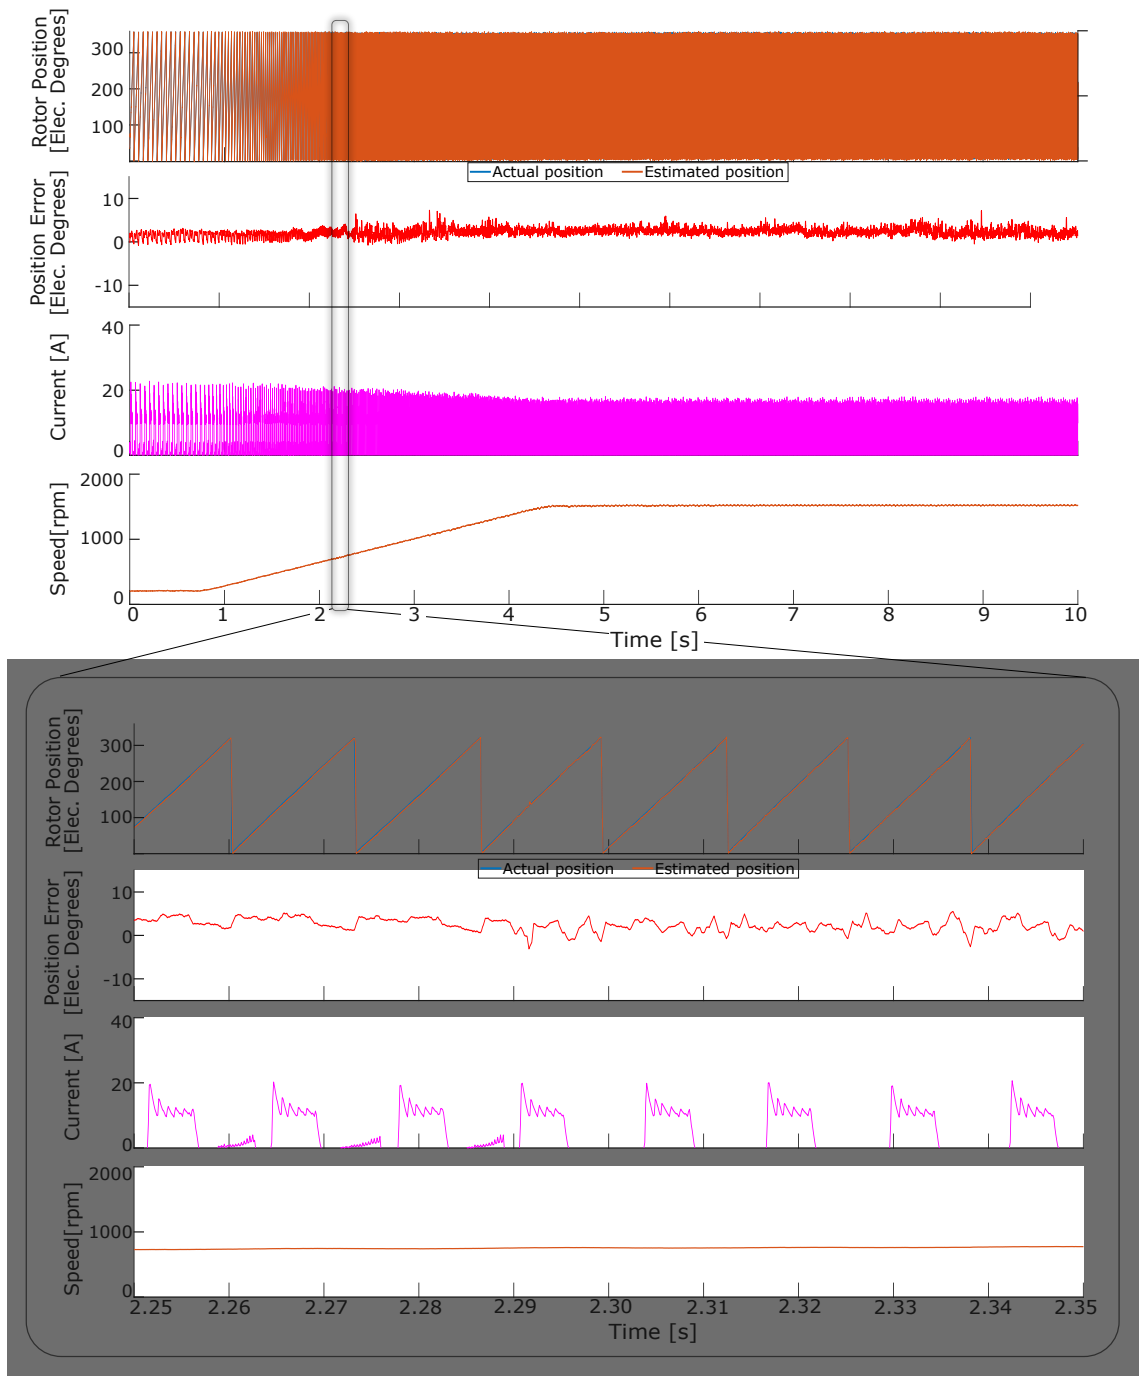 Rotor Position
[Elec. Degrees]
300
200
100
Actual position Estimated position
Position Error
[Elec. Degrees]
10
0
-10
Current [A]
40
20
0
Speed[rpm]
2000
1000
0
0 1 2 3 4 5 6 7 8 9 10
Time [s]
Rotor Position
[Elec. Degrees]
300
200
100
Actual position Estimated position
Position Error
[Elec. Degrees]
10
0
-10
Current [A]
40
20
0
Speed[rpm]
2000
1000
0
2.25 2.26 2.27 2.28 2.29 2.30 2.31 2.32 2.33 2.34 2.35
Time [s]